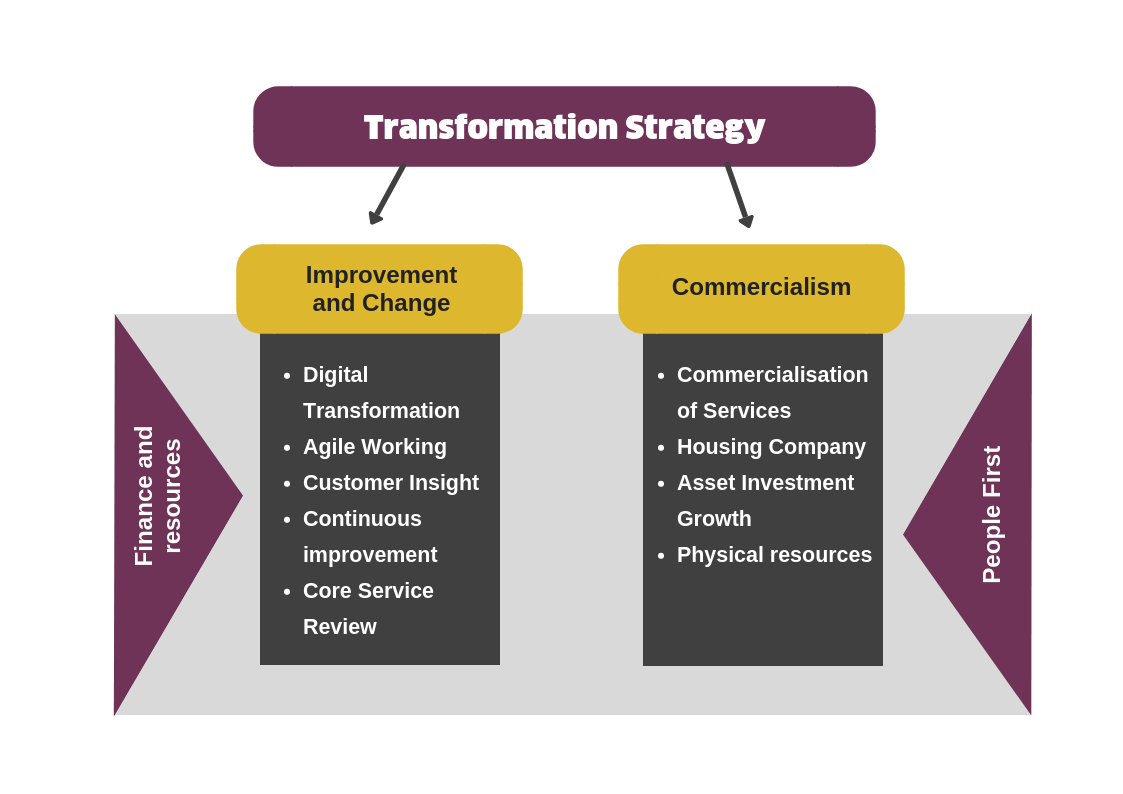 Transformation Strategy
Improvement
and Change
Commercialism
Finance and
resources
• Digital
Transformation
• Agile Working
• Customer Insight
• Continuous
improvement
• Core Service
Review
• Commercialisation
of Services
• Housing Company
• Asset Investment
Growth
• Physical resources
People First